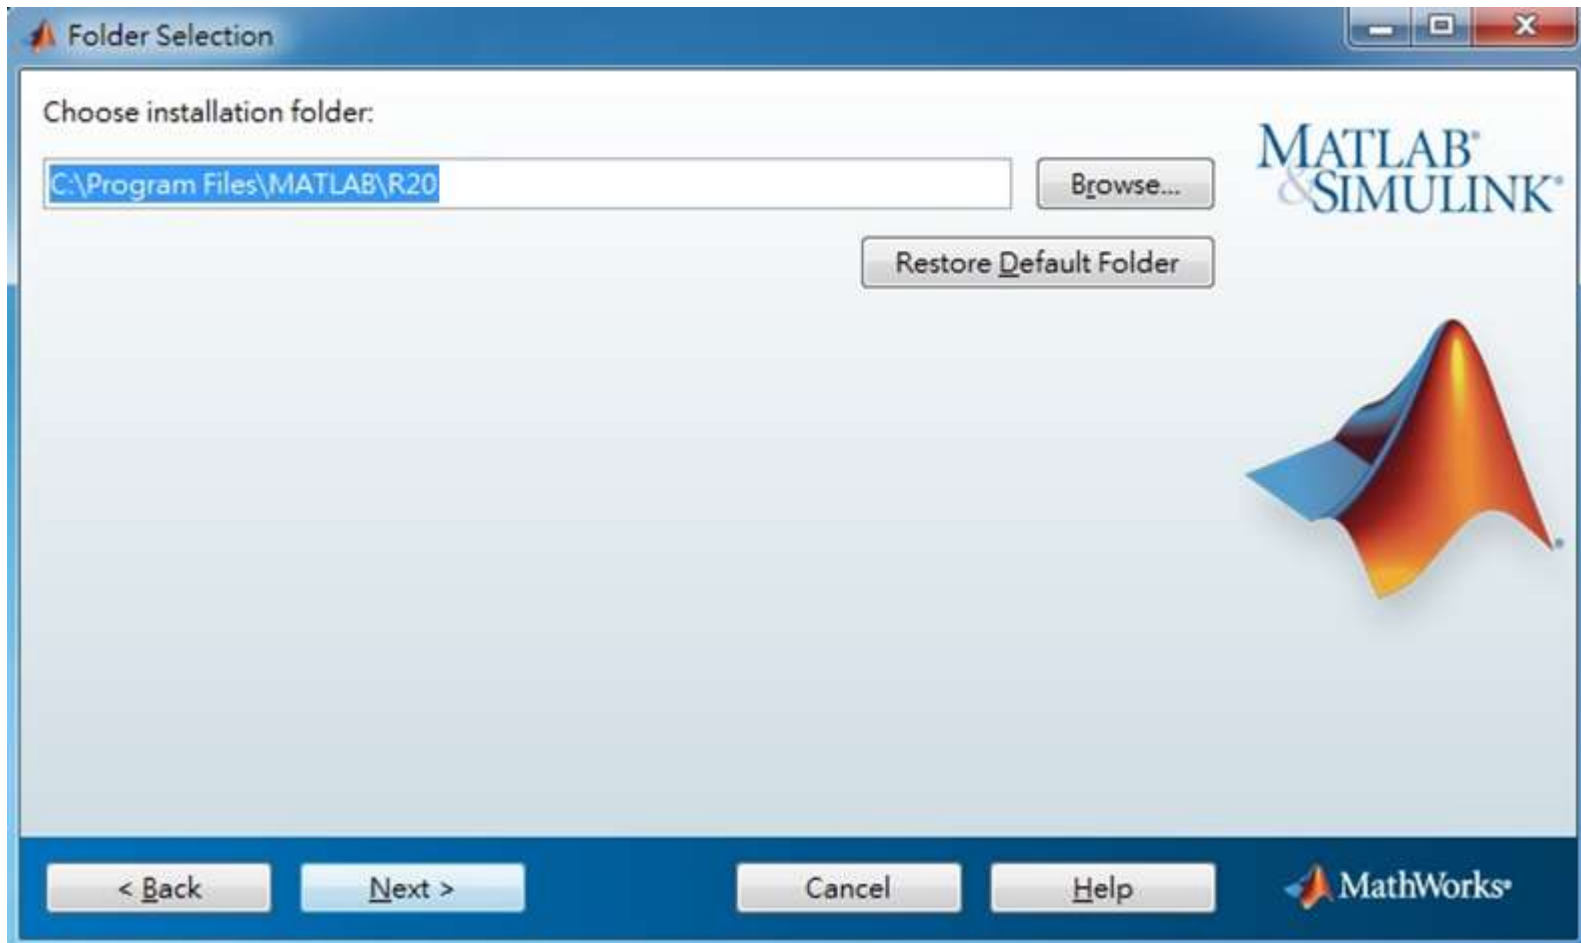 Folder Selection
Choose installation folder:
C:\Program Files\MATLAB\R20
Browse...
Restore Default Folder
MATLAB®
&SIMULINK®
< Back
Next >
Cancel
Help
MathWorks®